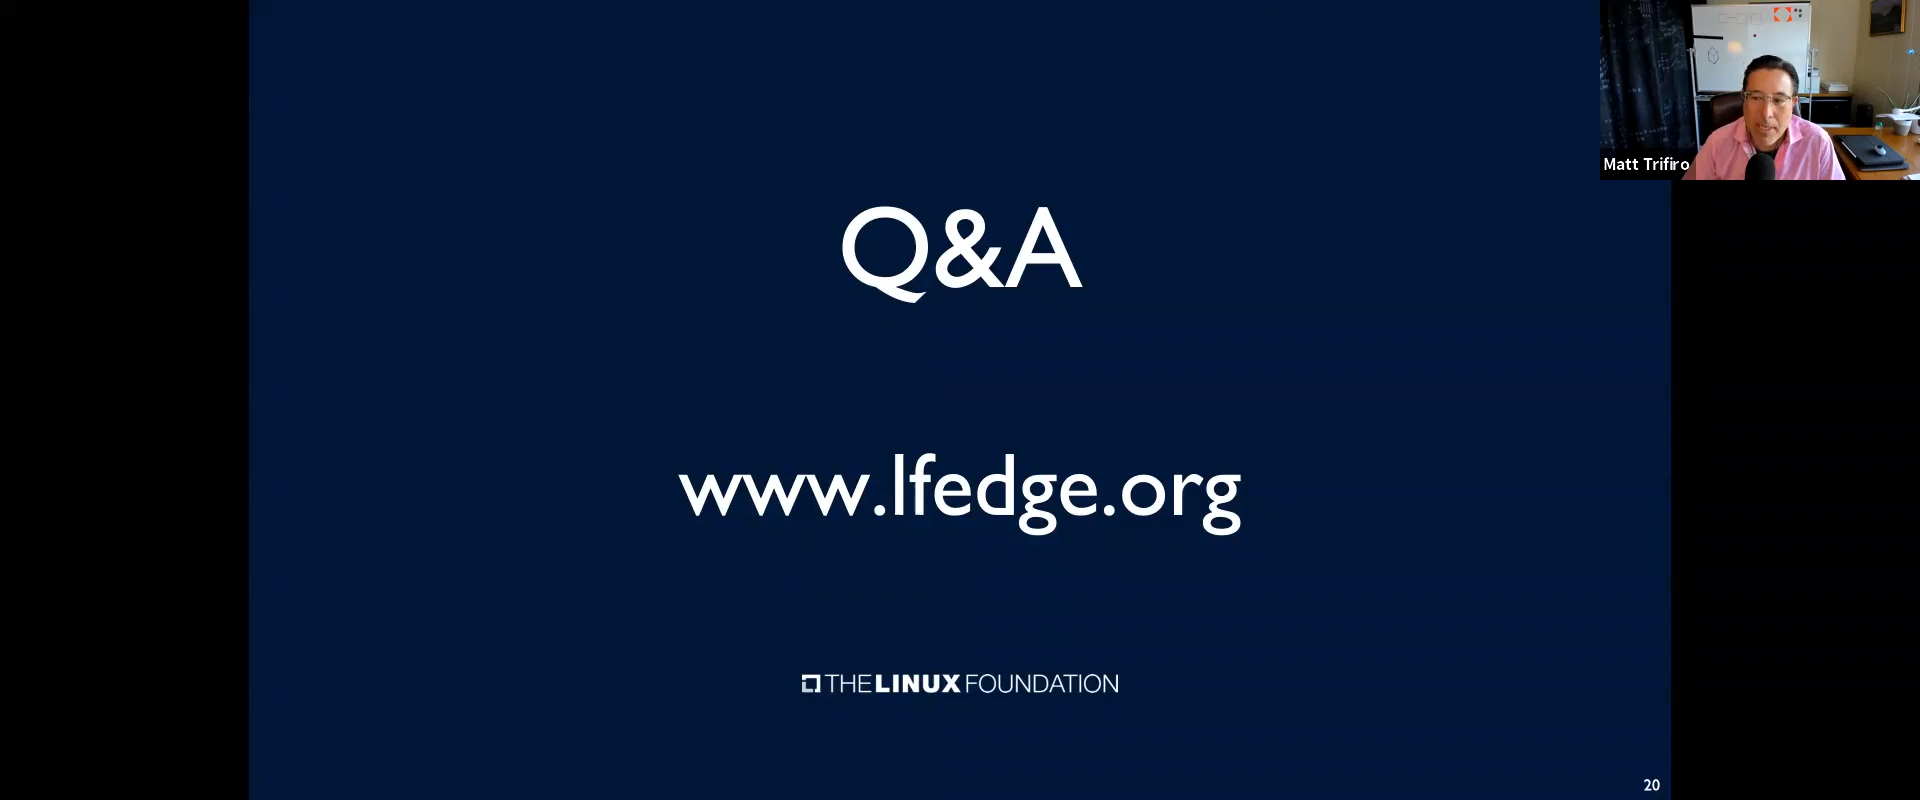 Q&A
www.lfedge.org
THE LINUX FOUNDATION
20
Matt Trifiro